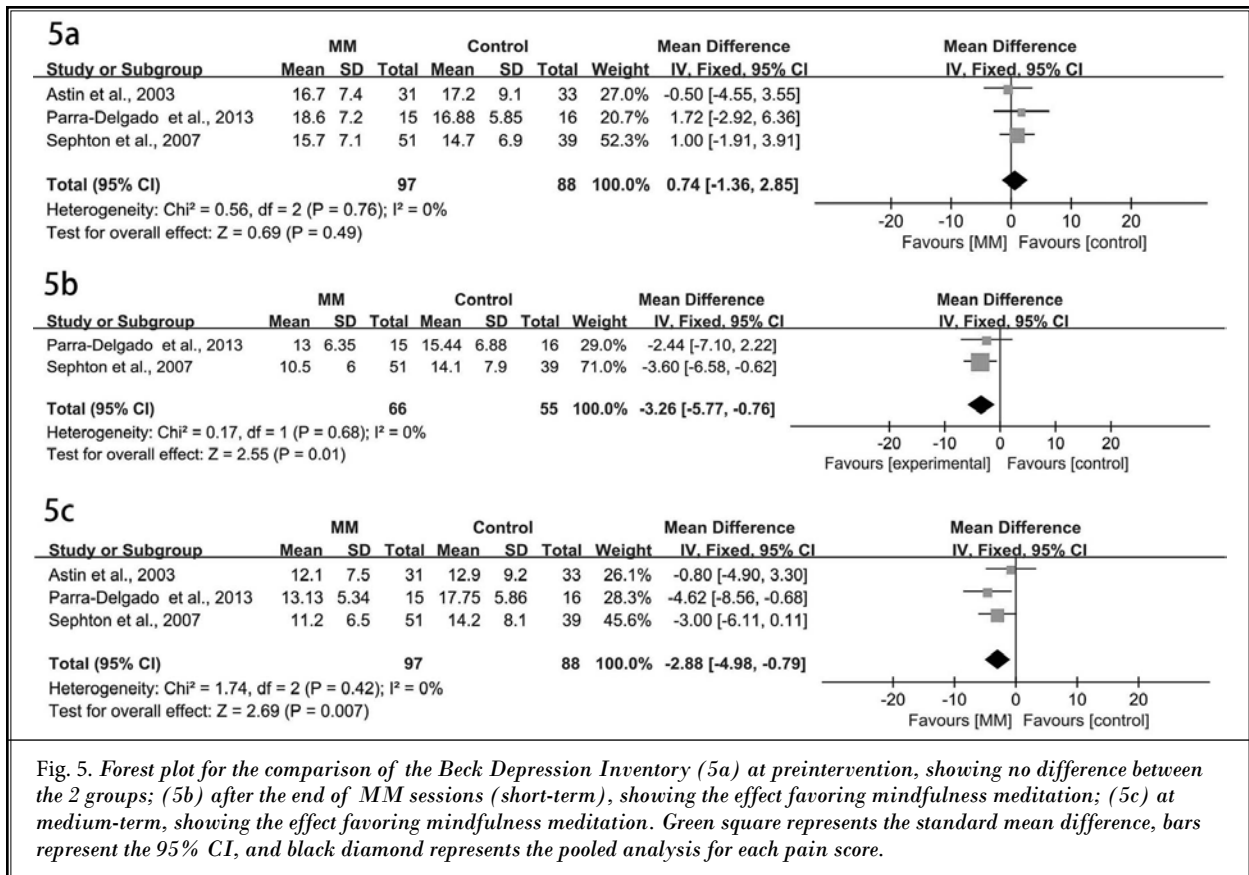 5a
MM Control Mean Difference Mean Difference
Study or Subgroup Mean SD Total Mean SD Total Weight IV, Fixed, 95% CI IV, Fixed, 95% CI
Astin et al., 2003 16.7 7.4 31 17.2 9.1 33 27.0% -0.50 [-4.55, 3.55]
Parra-Delgado et al., 2013 18.6 7.2 15 16.88 5.85 16 20.7% 1.72 [-2.92, 6.36]
Sephton et al., 2007 15.7 7.1 51 14.7 6.9 39 52.3% 1.00 [-1.91, 3.91]
Total (95% CI) 97 88 100.0% 0.74 [-1.36, 2.85]
Heterogeneity: Chi² = 0.56, df = 2 (P = 0.76); I² = 0%
Test for overall effect: Z = 0.69 (P = 0.49)
-20 -10 0 10 20
Favours [MM] Favours [control]
5b
MM Control Mean Difference Mean Difference
Study or Subgroup Mean SD Total Mean SD Total Weight IV, Fixed, 95% CI IV, Fixed, 95% CI
Parra-Delgado et al., 2013 13 6.35 15 15.44 6.88 16 29.0% -2.44 [-7.10, 2.22]
Sephton et al., 2007 10.5 6 51 14.1 7.9 39 71.0% -3.60 [-6.58, -0.62]
Total (95% CI) 66 55 100.0% -3.26 [-5.77, -0.76]
Heterogeneity: Chi² = 0.17, df = 1 (P = 0.68); I² = 0%
Test for overall effect: Z = 2.55 (P = 0.01)
-20 -10 0 10 20
Favours [experimental] Favours [control]
5c
MM Control Mean Difference Mean Difference
Study or Subgroup Mean SD Total Mean SD Total Weight IV, Fixed, 95% CI IV, Fixed, 95% CI
Astin et al., 2003 12.1 7.5 31 12.9 9.2 33 26.1% -0.80 [-4.90, 3.30]
Parra-Delgado et al., 2013 13.13 5.34 15 17.75 5.86 16 28.3% -4.62 [-8.56, -0.68]
Sephton et al., 2007 11.2 6.5 51 14.2 8.1 39 45.6% -3.00 [-6.11, 0.11]
Total (95% CI) 97 88 100.0% -2.88 [-4.98, -0.79]
Heterogeneity: Chi² = 1.74, df = 2 (P = 0.42); I² = 0%
Test for overall effect: Z = 2.69 (P = 0.007)
-20 -10 0 10 20
Favours [MM] Favours [control]
Fig. 5. Forest plot for the comparison of the Beck Depression Inventory (5a) at preintervention, showing no difference between
the 2 groups; (5b) after the end of MM sessions (short-term), showing the effect favoring mindfulness meditation; (5c) at
medium-term, showing the effect favoring mindfulness meditation. Green square represents the standard mean difference, bars
represent the 95% CI, and black diamond represents the pooled analysis for each pain score.